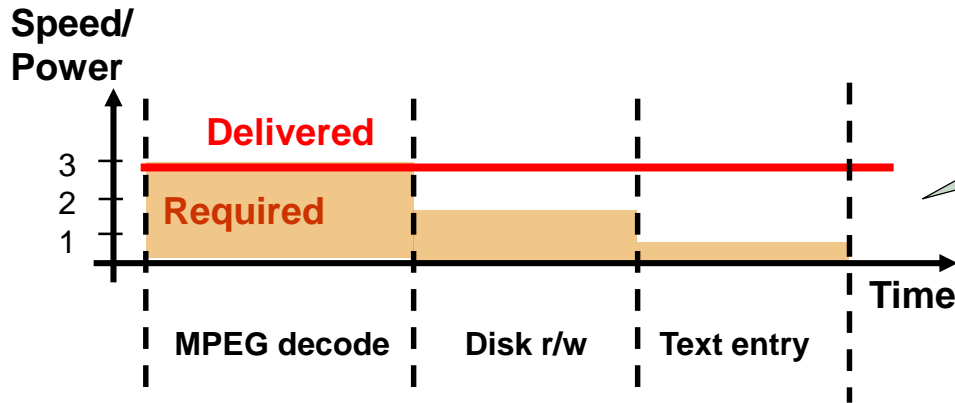 Speed/
Power
Delivered
3
2
Required
1
Time
MPEG decode
Disk r/w
Text entry